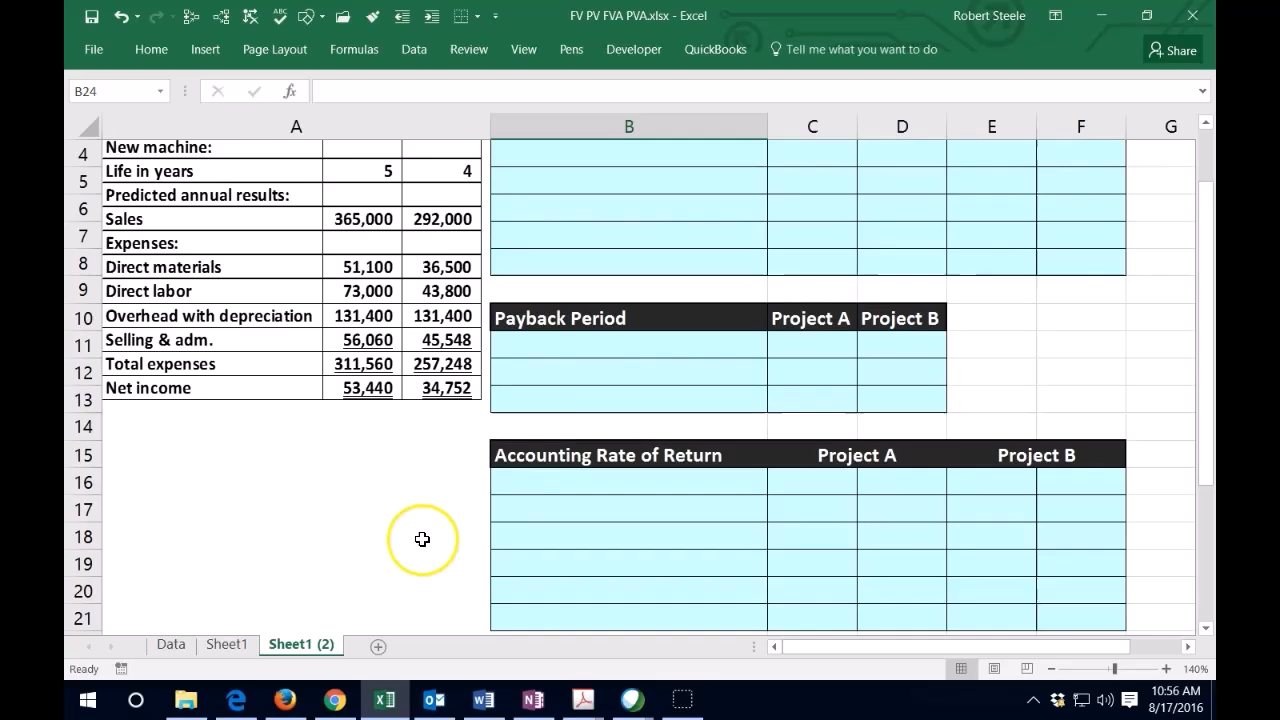 FV PV FVA PVA.xlsx - Excel
Robert Steele
File Home Insert Page Layout Formulas Data Review View Pens Developer QuickBooks Tell me what you want to do Share
B24 fx
A B C D E F G
4
5
6
7
8
9
10
11
12
13
14
15
16
17
18
19
20
21
New machine:
Life in years 5 4
Predicted annual results:
Sales 365,000 292,000
Expenses:
Direct materials 51,100 36,500
Direct labor 73,000 43,800
Overhead with depreciation 131,400 131,400
Selling & adm. 56,060 45,548
Total expenses 311,560 257,248
Net income 53,440 34,752
Payback Period Project A Project B
Accounting Rate of Return Project A Project B
Data Sheet1 Sheet1 (2)
Ready 140%
10:56 AM
8/17/2016